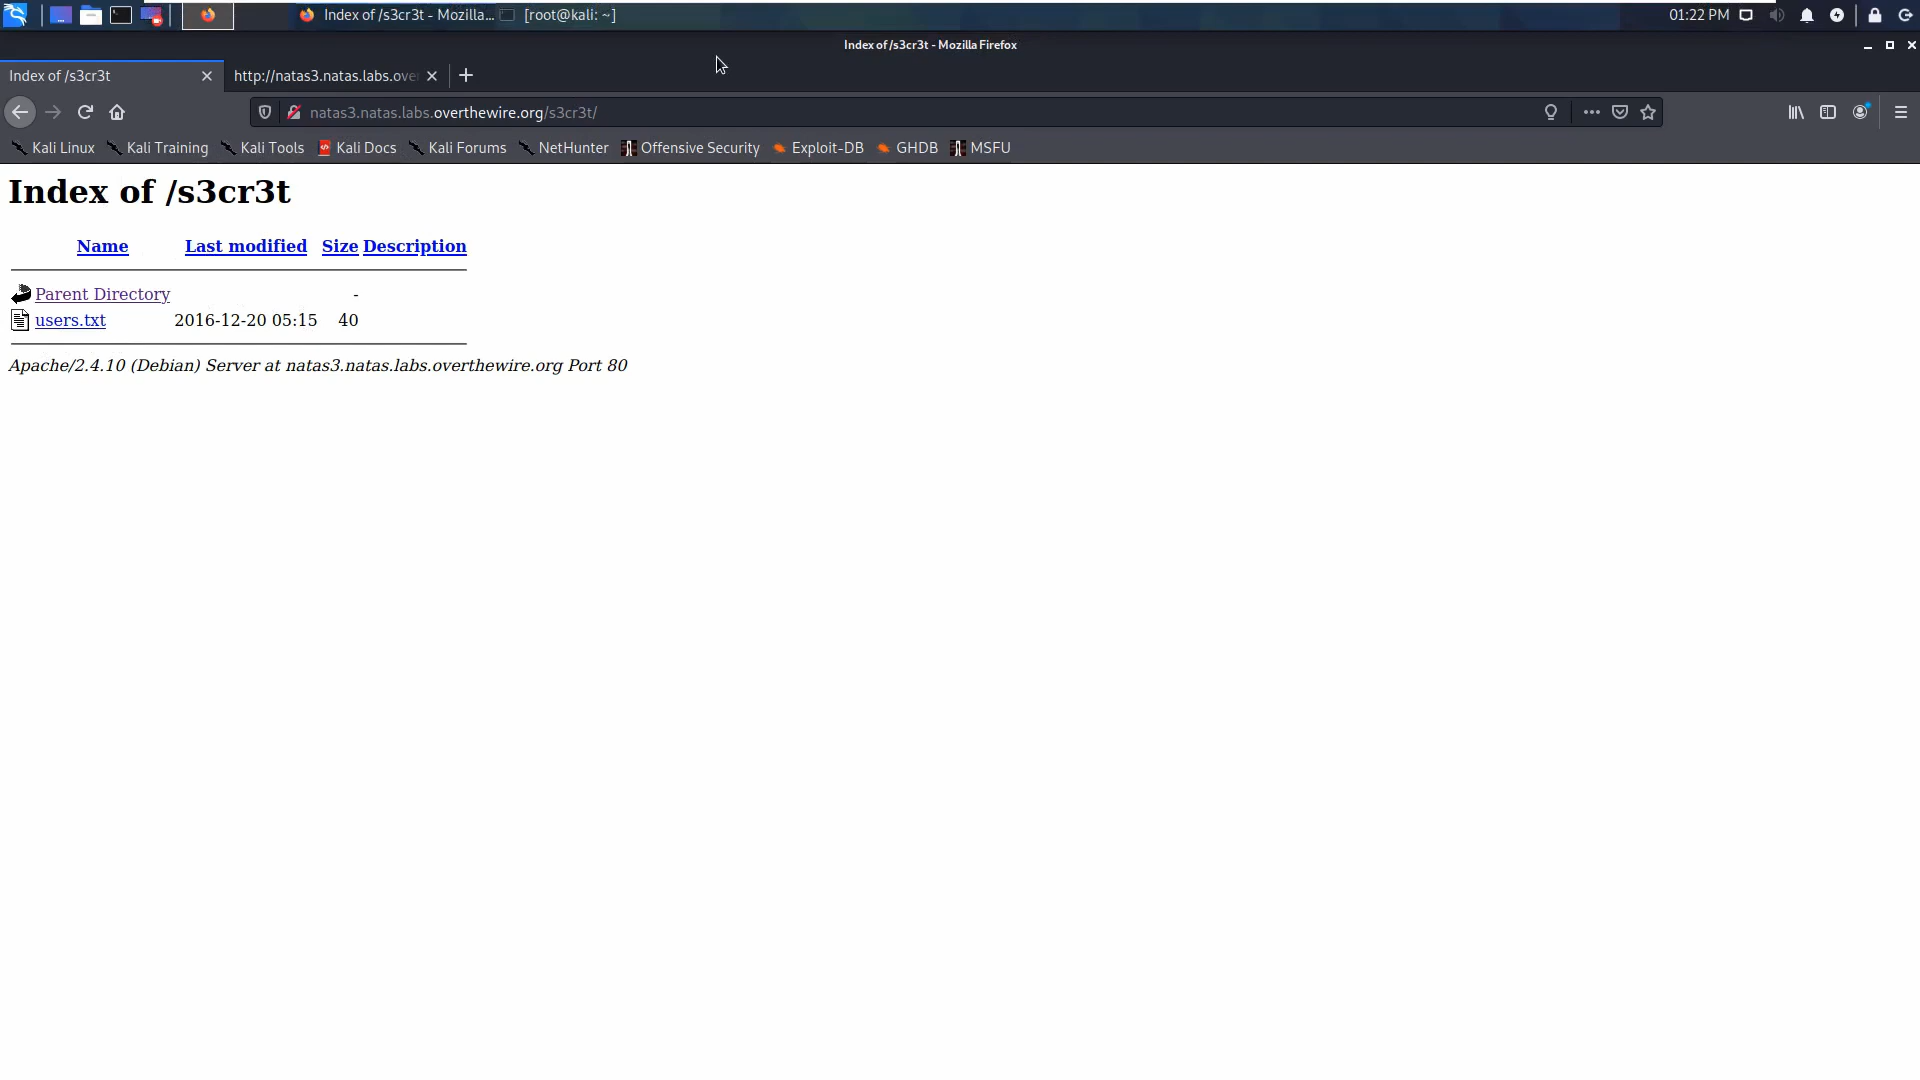 Index of /s3cr3t - Mozilla... [root@kali: ~] 01:22 PM
Index of /s3cr3t - Mozilla Firefox
Index of /s3cr3t http://natas3.natas.labs.over
natas3.natas.labs.overthewire.org/s3cr3t/
Kali Linux Kali Training Kali Tools Kali Docs Kali Forums NetHunter Offensive Security Exploit-DB GHDB MSFU
Index of /s3cr3t
Name Last modified Size Description
Parent Directory -
users.txt 2016-12-20 05:15 40
Apache/2.4.10 (Debian) Server at natas3.natas.labs.overthewire.org Port 80